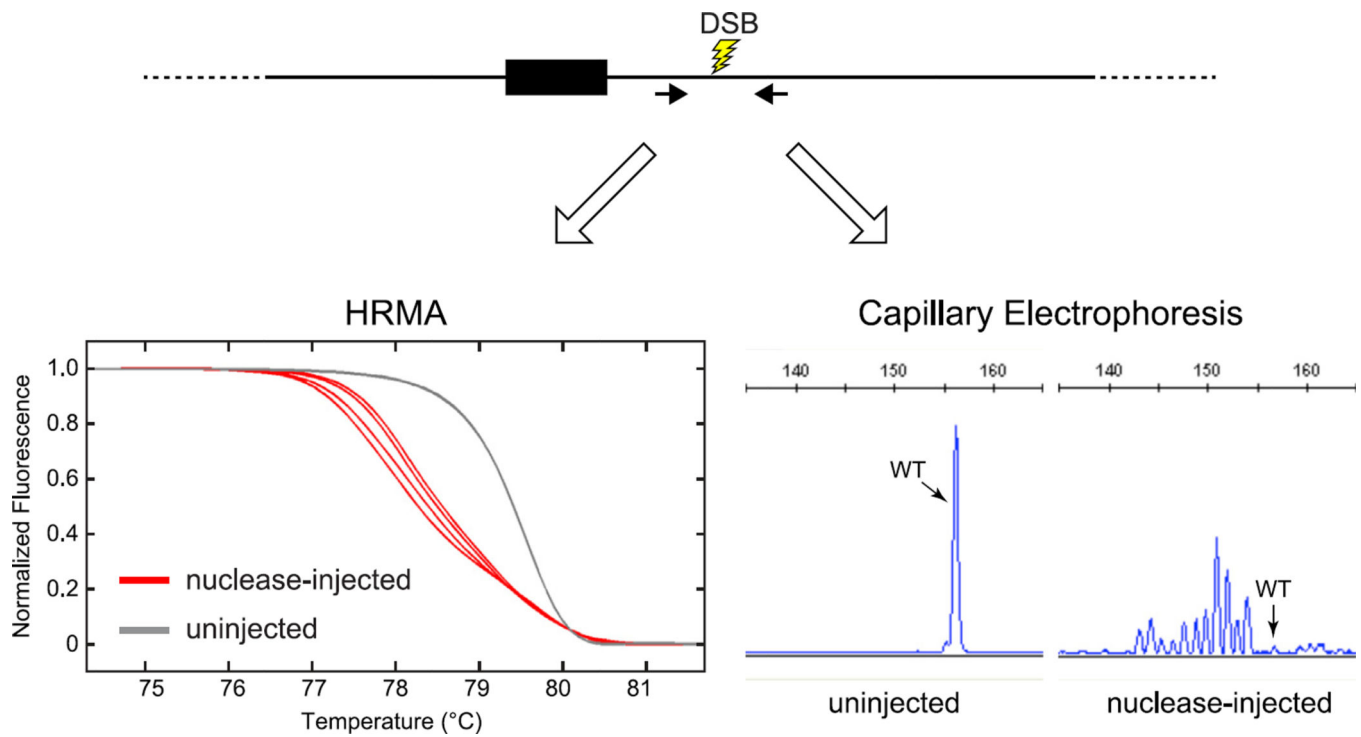 DSB
HRMA
Normalized Fluorescence
1.0
0.8
0.6
0.4
0.2
0
nuclease-injected
uninjected
75 76 77 78 79 80 81
Temperature (°C)
Capillary Electrophoresis
140 150 160
WT
uninjected
140 150 160
WT
nuclease-injected